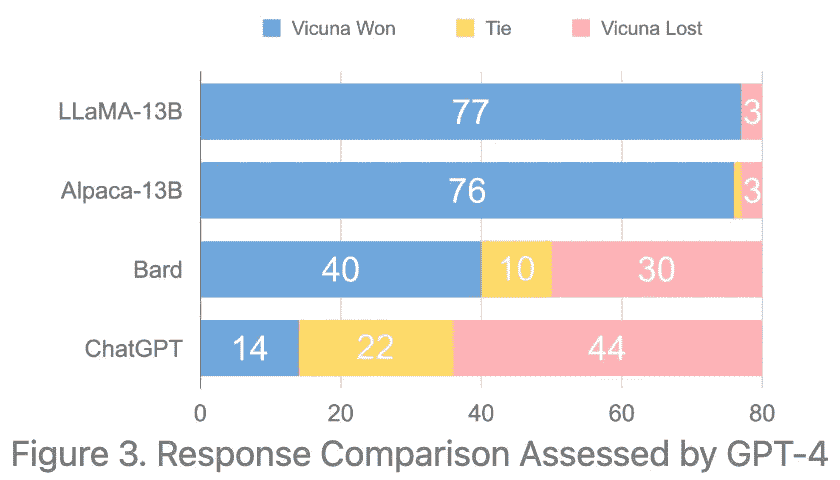 Vicuna Won Tie Vicuna Lost
LLaMA-13B 77 3
Alpaca-13B 76 3
Bard 40 10 30
ChatGPT 14 22 44
0 20 40 60 80
Figure 3. Response Comparison Assessed by GPT-4